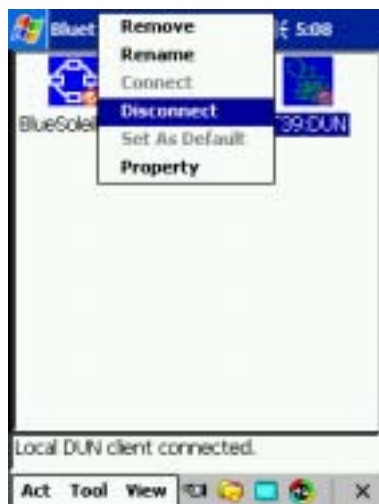 Bluet
5:08
Remove
Rename
Connect
Disconnect
Set As Default
Property
BlueSolei
T39:DUN
Local DUN client connected.
Act Tool View